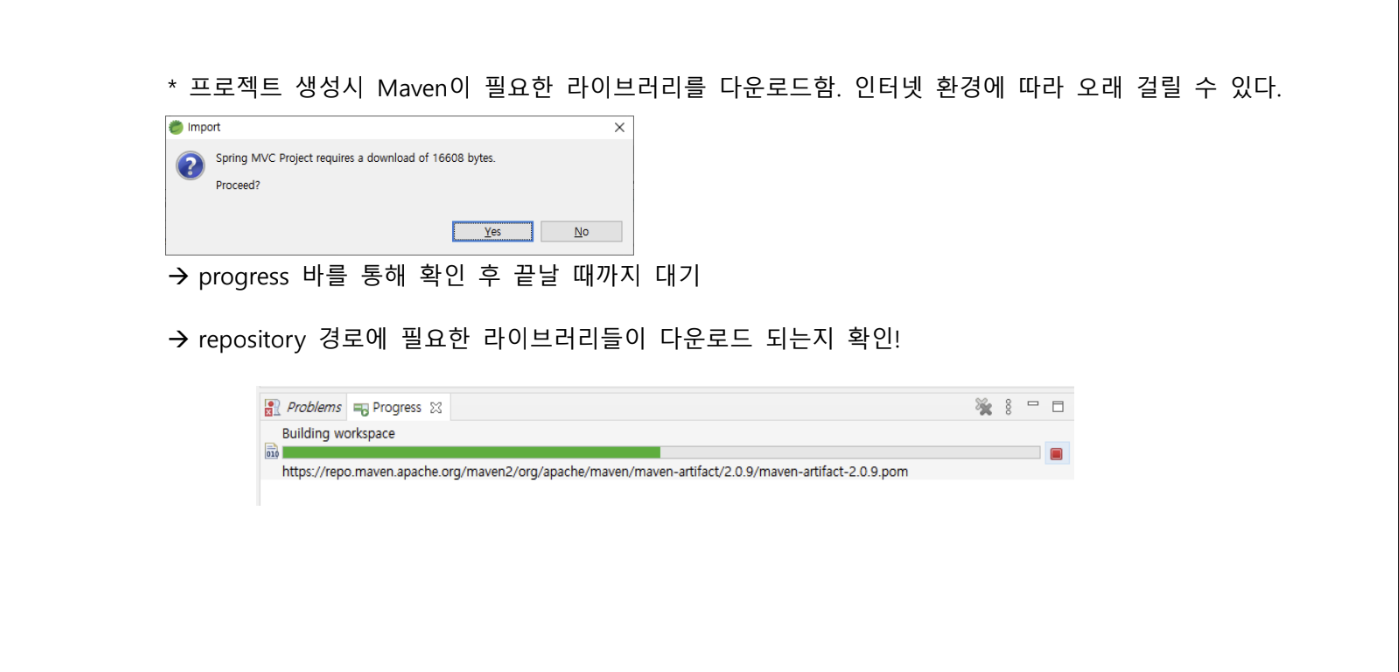 * 프로젝트 생성시 Maven이 필요한 라이브러리를 다운로드함. 인터넷 환경에 따라 오래 걸릴 수 있다.
Import
Spring MVC Project requires a download of 16608 bytes.
Proceed?
Yes No
→ progress 바를 통해 확인 후 끝날 때까지 대기
→ repository 경로에 필요한 라이브러리들이 다운로드 되는지 확인!
Problems Progress
Building workspace
010
https://repo.maven.apache.org/maven2/org/apache/maven/maven-artifact/2.0.9/maven-artifact-2.0.9.pom